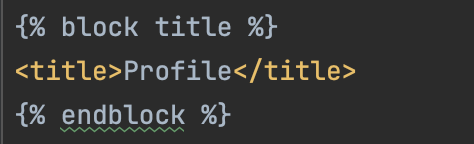 {% block title %}
<title>Profile</title>
{% endblock %}